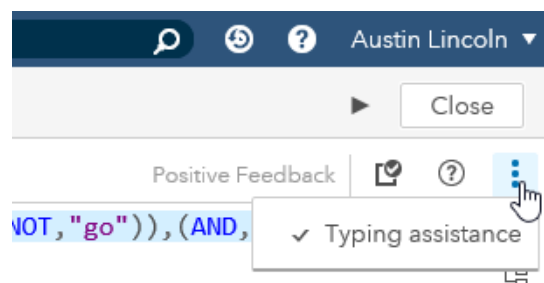 Austin Lincoln
Close
Positive Feedback
NOT,"go")),(AND,
Typing assistance